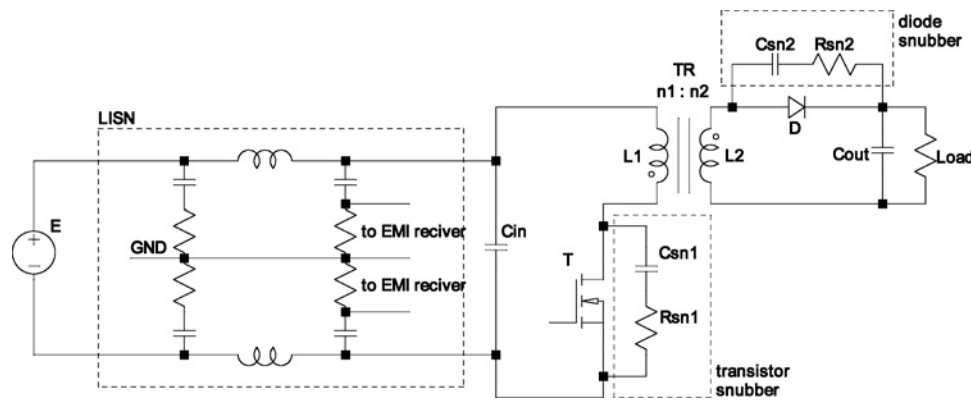 diode
snubber
Csn2
Rsn2
TR
n1 : n2
LISN
D
L1
L2
Cout
Load
E
+
−
GND
to EMI reciver
to EMI reciver
Cin
T
Csn1
Rsn1
transistor
snubber